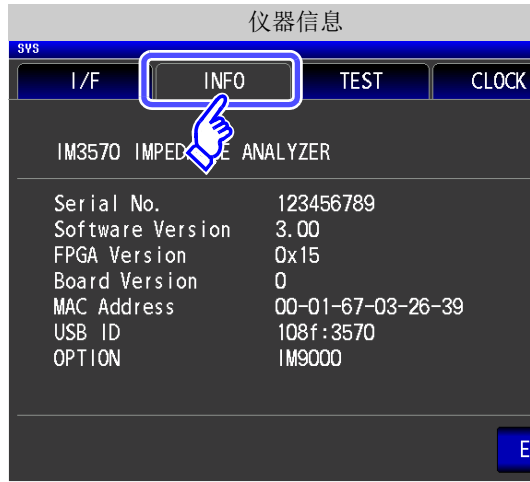 仪器信息
SYS
I/F INFO TEST CLOCK
IM3570 ANALYZER
Serial No. 123456789
Software Version 3.00
FPGA Version 0x15
Board Version 0
MAC Address 00-01-67-03-26-39
USB ID 108f:3570
OPTION IM9000